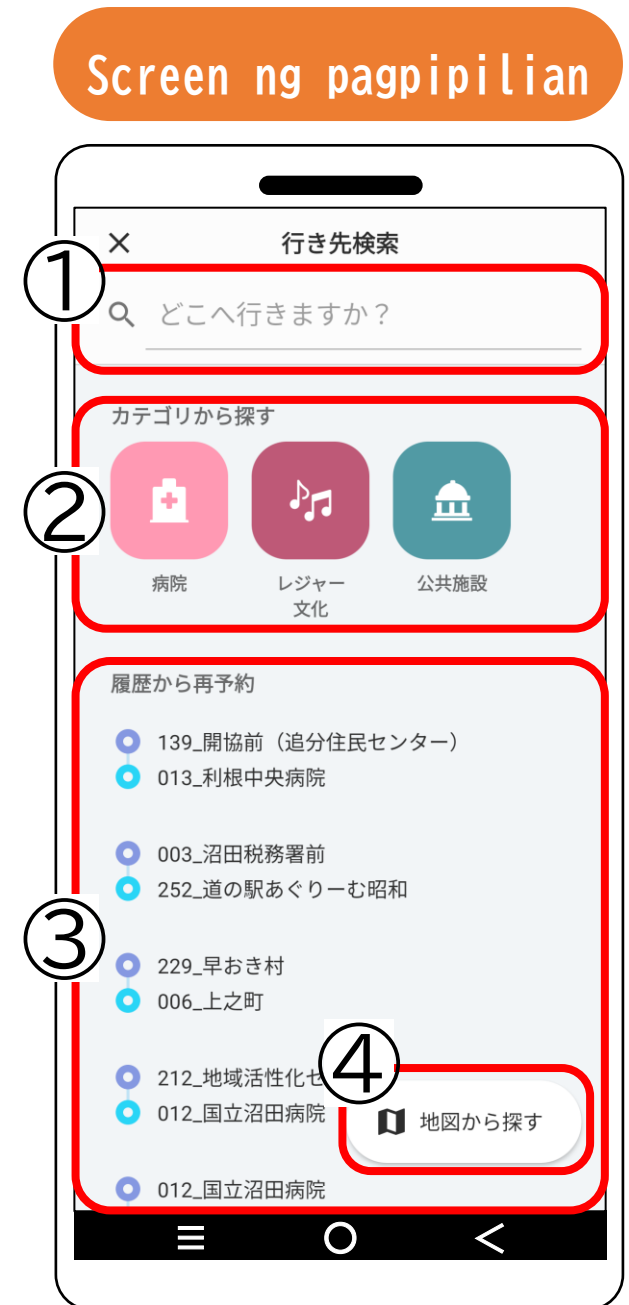 Screen ng pagpipilian
行き先検索
①
どこへ行きますか？
カテゴリから探す
②
病院
レジャー
文化
公共施設
履歴から再予約
139_開協前（追分住民センター）
013_利根中央病院
003_沼田税務署前
252_道の駅あぐりーむ昭和
③
229_早おき村
006_上之町
④
212_地域活性化セ
012_国立沼田病院
地図から探す
012_国立沼田病院